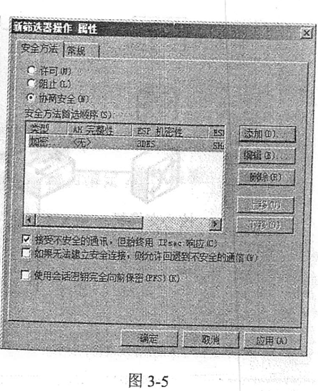 新筛选器操作 属性
安全方法 常规
许可(M)
阻止(L)
协商安全(N)
安全方法首选顺序(S)
类型 AH 完整性 ESP 机密性 ESI
加密 <无> 3DES SHA
添加(D)...
编辑(E)...
删除(R)
上移(U)
接受不安全的通讯，但始终用 IPsec 响应(C)
如果无法建立安全连接，则允许回退到不安全的通信(W)
使用会话密钥完全向前保密(PFS)(K)
确定 取消 应用(A)
图 3-5